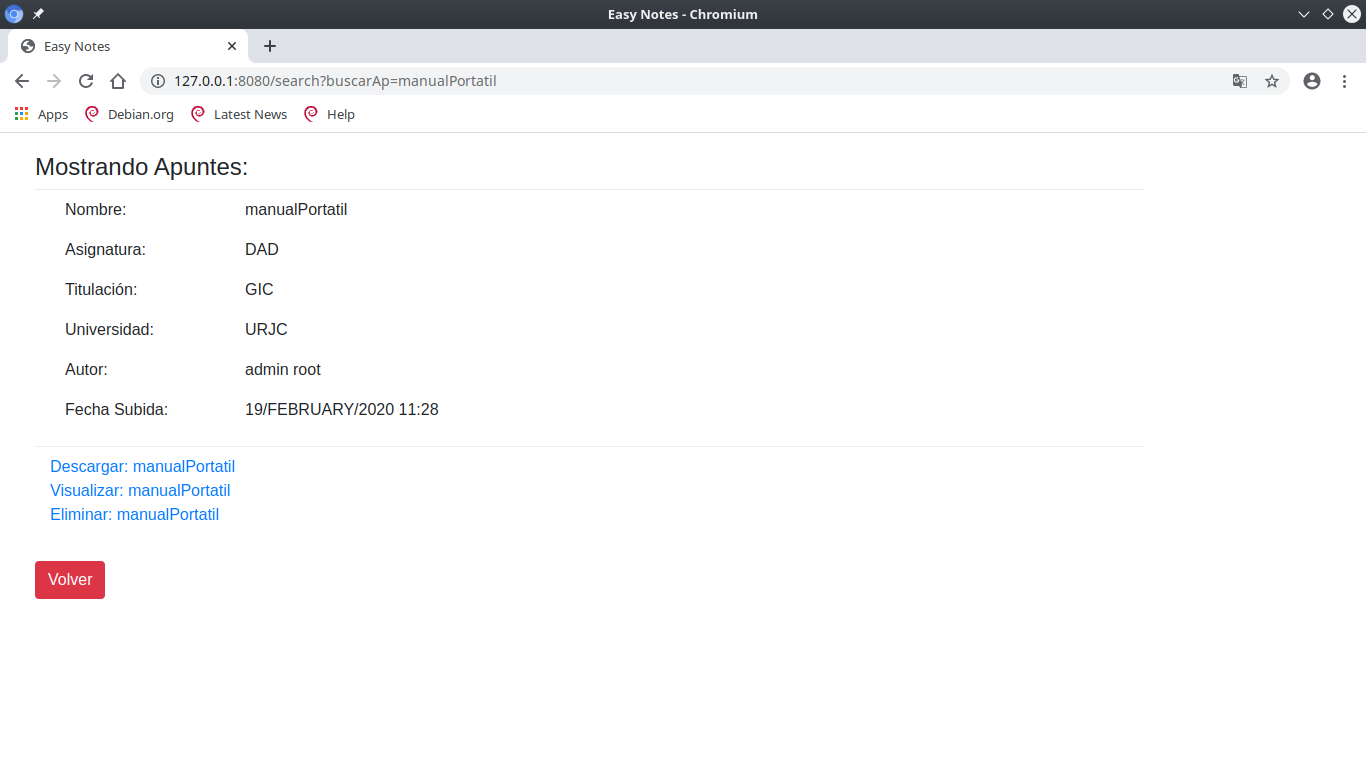 Easy Notes - Chromium
Easy Notes
127.0.0.1:8080/search?buscarAp=manualPortatil
Apps Debian.org Latest News Help
Mostrando Apuntes:
Nombre: manualPortatil
Asignatura: DAD
Titulación: GIC
Universidad: URJC
Autor: admin root
Fecha Subida: 19/FEBRUARY/2020 11:28
Descargar: manualPortatil
Visualizar: manualPortatil
Eliminar: manualPortatil
Volver